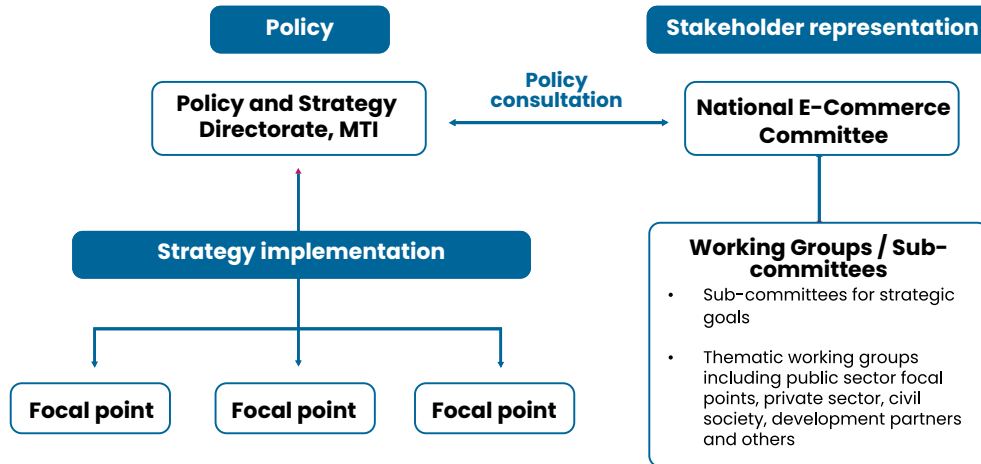 Policy
Stakeholder representation
Policy and Strategy
Directorate, MTI
Policy
consultation
National E-Commerce
Committee
Strategy implementation
Focal point
Focal point
Focal point
Working Groups / Sub-
committees
• Sub-committees for strategic
goals
• Thematic working groups
including public sector focal
points, private sector, civil
society, development partners
and others